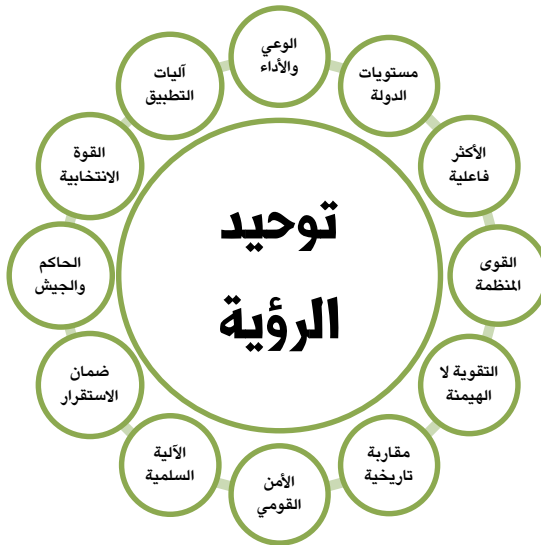 توحيد
الرؤية
الوعي
والأداء
مستويات
الدولة
الأكثر
فاعلية
القوى
المنظمة
التقوية لا
الهيمنة
مقاربة
تاريخية
الأمن
القومي
الآلية
السلمية
ضمان
الاستقرار
الحاكم
والجيش
القوة
الانتخابية
آليات
التطبيق